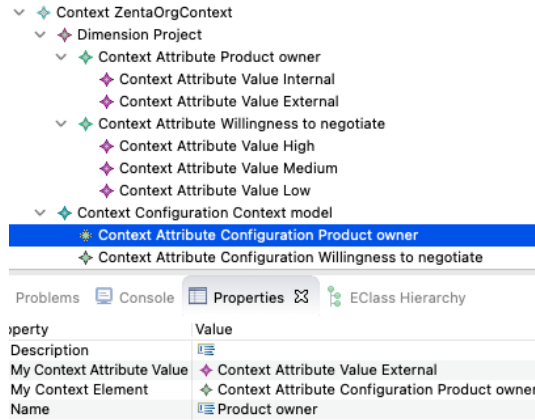 Context ZentaOrgContext
Dimension Project
Context Attribute Product owner
Context Attribute Value Internal
Context Attribute Value External
Context Attribute Willingness to negotiate
Context Attribute Value High
Context Attribute Value Medium
Context Attribute Value Low
Context Configuration Context model
Context Attribute Configuration Product owner
Context Attribute Configuration Willingness to negotiate
Problems Console Properties EClass Hierarchy
operty Value
Description
My Context Attribute Value Context Attribute Value External
My Context Element Context Attribute Configuration Product owner
Name Product owner